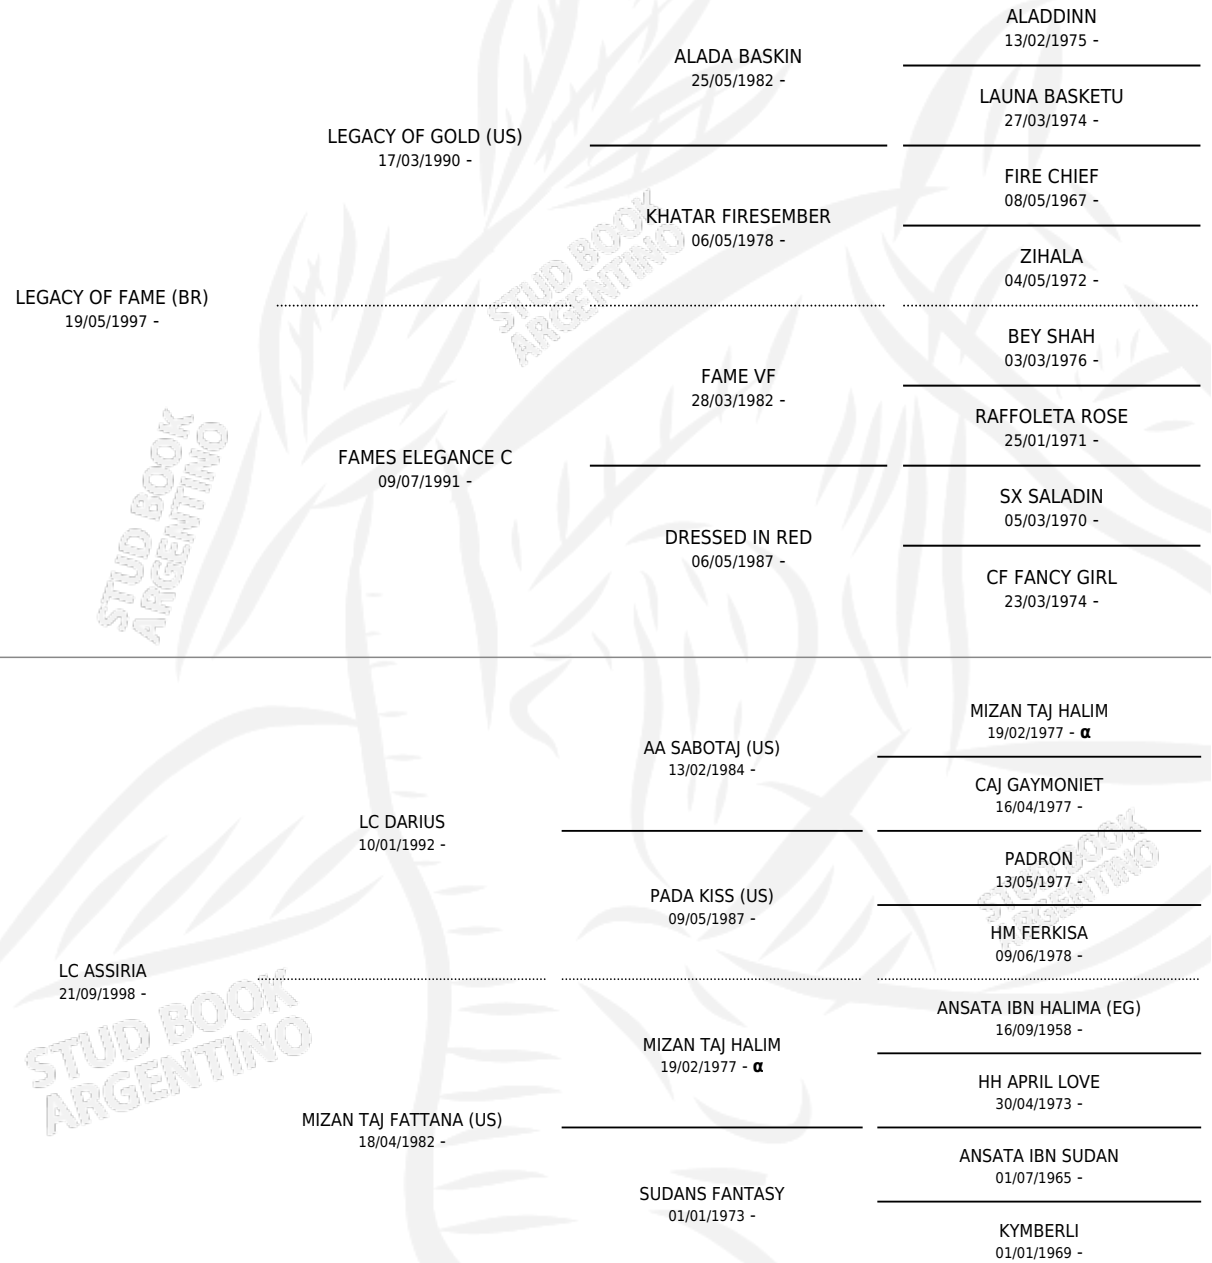 ALADDINN
13/02/1975 -
ALADA BASKIN
25/05/1982 -
LAUNA BASKETU
27/03/1974 -
LEGACY OF GOLD (US)
17/03/1990 -
FIRE CHIEF
08/05/1967 -
KHATAR FIRESEMBER
06/05/1978 -
ZIHALA
04/05/1972 -
LEGACY OF FAME (BR)
19/05/1997 -
BEY SHAH
03/03/1976 -
FAME VF
28/03/1982 -
RAFFOLETA ROSE
25/01/1971 -
FAMES ELEGANCE C
09/07/1991 -
SX SALADIN
05/03/1970 -
DRESSED IN RED
06/05/1987 -
CF FANCY GIRL
23/03/1974 -
MIZAN TAJ HALIM
19/02/1977 - α
AA SABOTAJ (US)
13/02/1984 -
CAJ GAYMONIET
16/04/1977 -
LC DARIUS
10/01/1992 -
PADRON
13/05/1977 -
PADA KISS (US)
09/05/1987 -
HM FERKISA
09/06/1978 -
LC ASSIRIA
21/09/1998 -
ANSATA IBN HALIMA (EG)
16/09/1958 -
MIZAN TAJ HALIM
19/02/1977 - α
HH APRIL LOVE
30/04/1973 -
MIZAN TAJ FATTANA (US)
18/04/1982 -
ANSATA IBN SUDAN
01/07/1965 -
SUDANS FANTASY
01/01/1973 -
KYMBERLI
01/01/1969 -
STUD BOOK
ARGENTINO
STUD BOOK
ARGENTINO
STUD BOOK
ARGENTINO
STUD BOOK
ARGENTINO